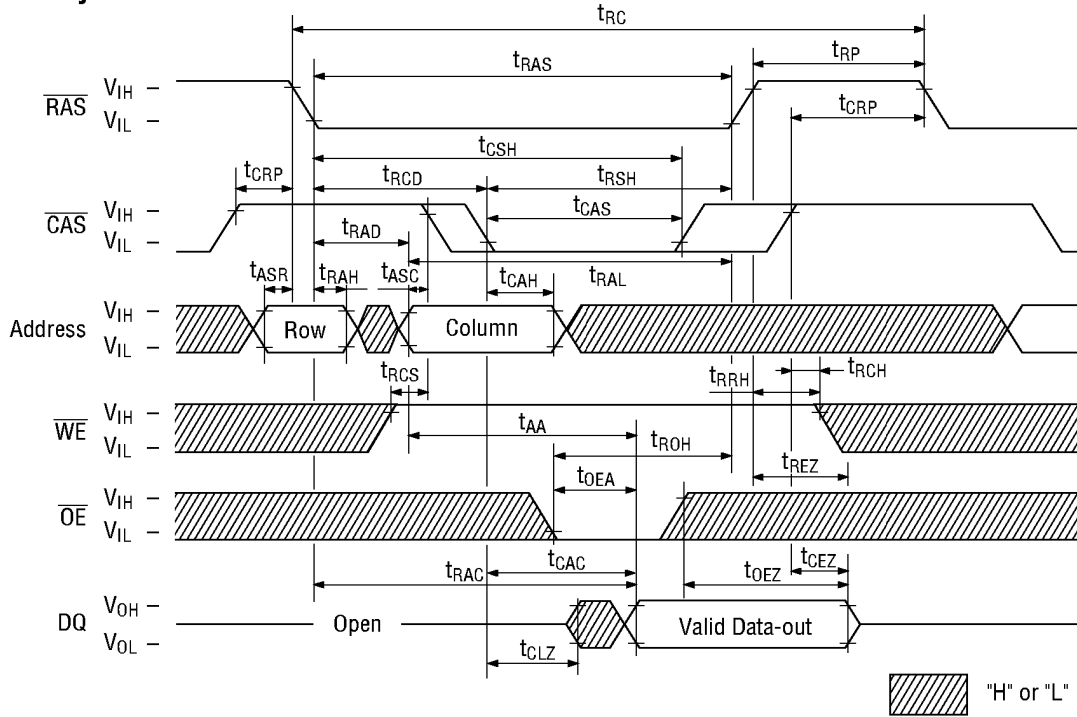 tRC
tRAS
tRP
RAS
VIH
VIL
tCRP
tCSH
tCRP
tRCD
tRSH
CAS
VIH
VIL
tCAS
tRAD
tASR
tRAH
tASC
tCAH
tRAL
Address
VIH
VIL
Row
Column
tRCS
tRRH
tRCH
WE
VIH
VIL
tAA
tROH
tOEA
tREZ
OE
VIH
VIL
tRAC
tCAC
tOEZ
tCEZ
DQ
VOH
VOL
Open
Valid Data-out
tCLZ
"H" or "L"